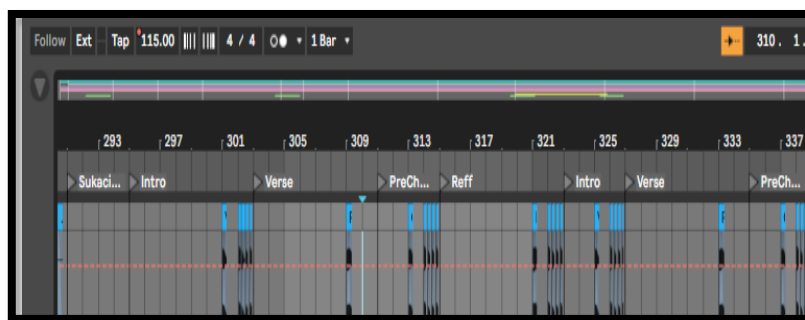 Follow Ext Tap 115.00 4 / 4 1 Bar 310. 1.
293 297 301 305 309 313 317 321 325 329 333 337
Sukaci... Intro Verse PreCh... Reff Intro Verse PreCh...